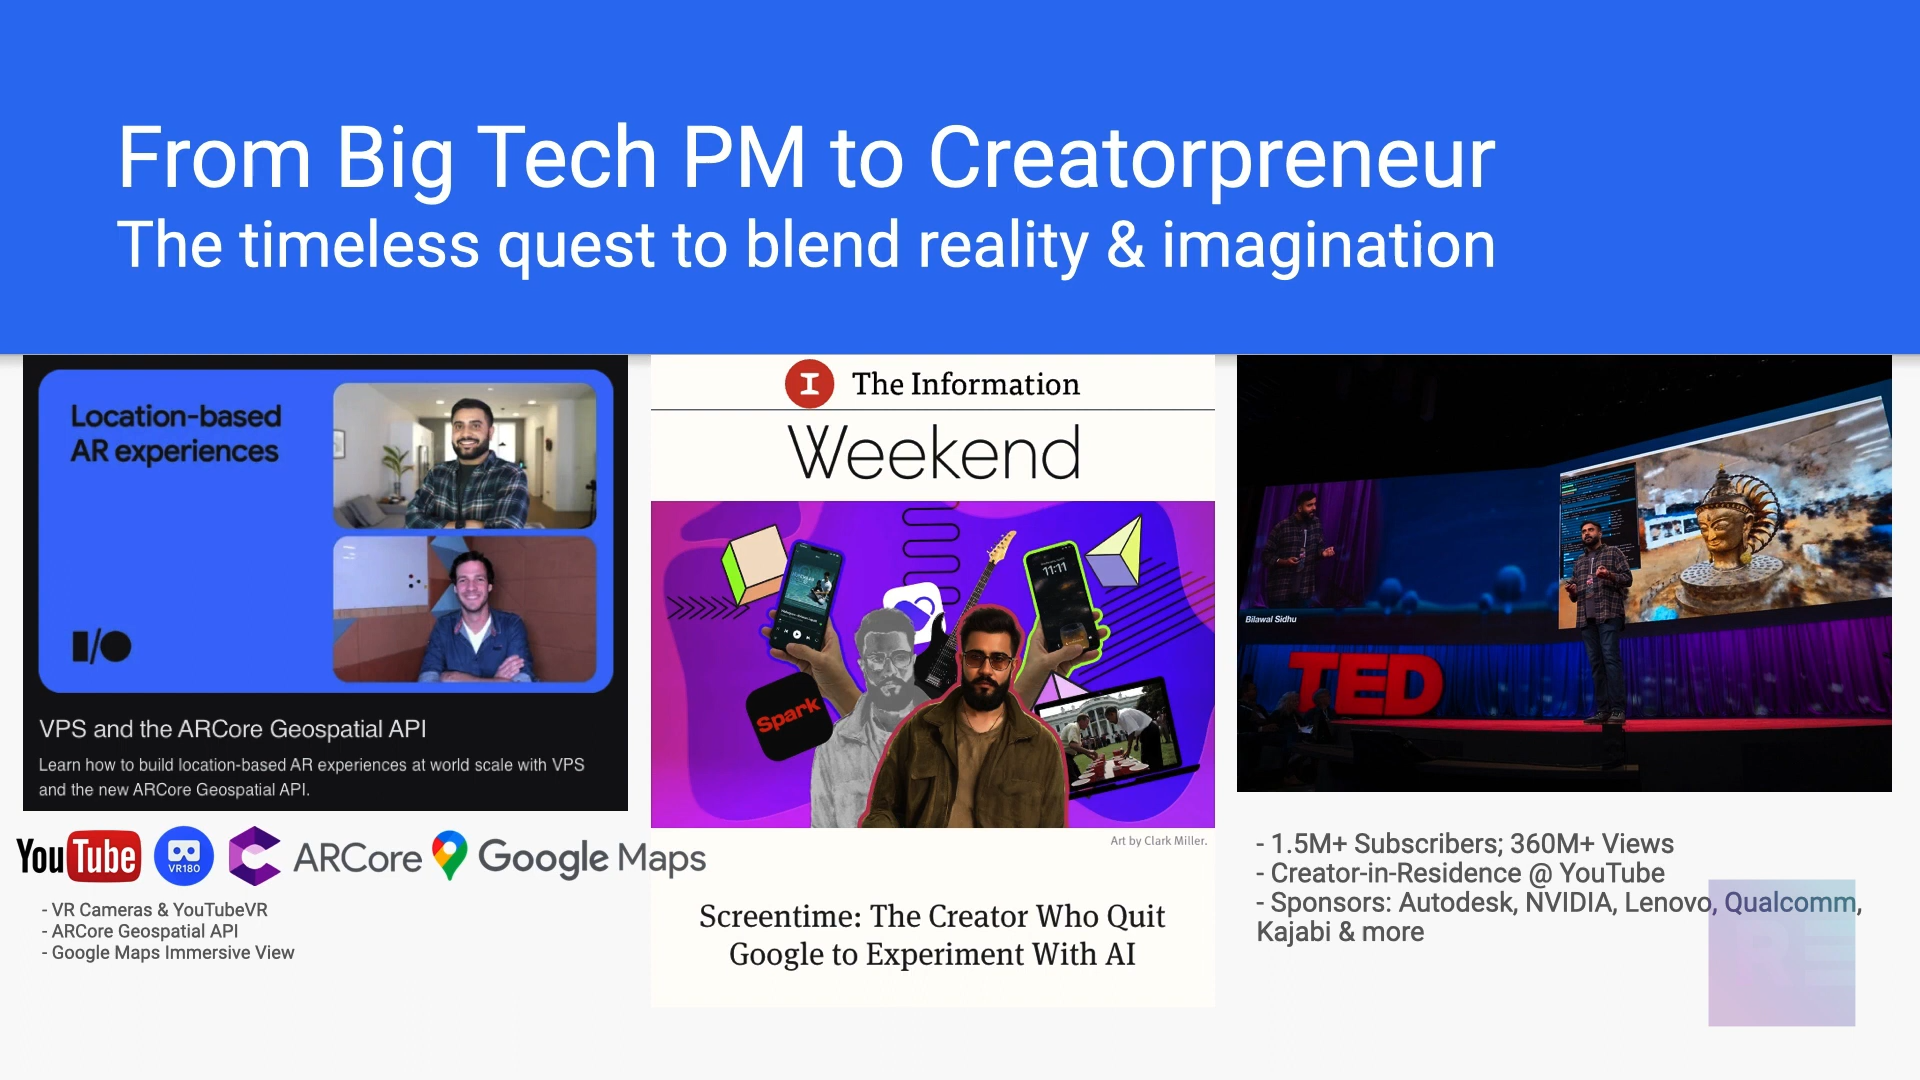 From Big Tech PM to Creatorpreneur
The timeless quest to blend reality & imagination
Location-based
AR experiences
I/O
VPS and the ARCore Geospatial API
Learn how to build location-based AR experiences at world scale with VPS
and the new ARCore Geospatial API.
YouTube
VR180
ARCore
Google Maps
- VR Cameras & YouTubeVR
- ARCore Geospatial API
- Google Maps Immersive View
I The Information
Weekend
11:11
Spark
Art by Clark Miller.
Screentime: The Creator Who Quit
Google to Experiment With AI
Bilawal Sidhu
TED
- 1.5M+ Subscribers; 360M+ Views
- Creator-in-Residence @ YouTube
- Sponsors: Autodesk, NVIDIA, Lenovo, Qualcomm,
Kajabi & more